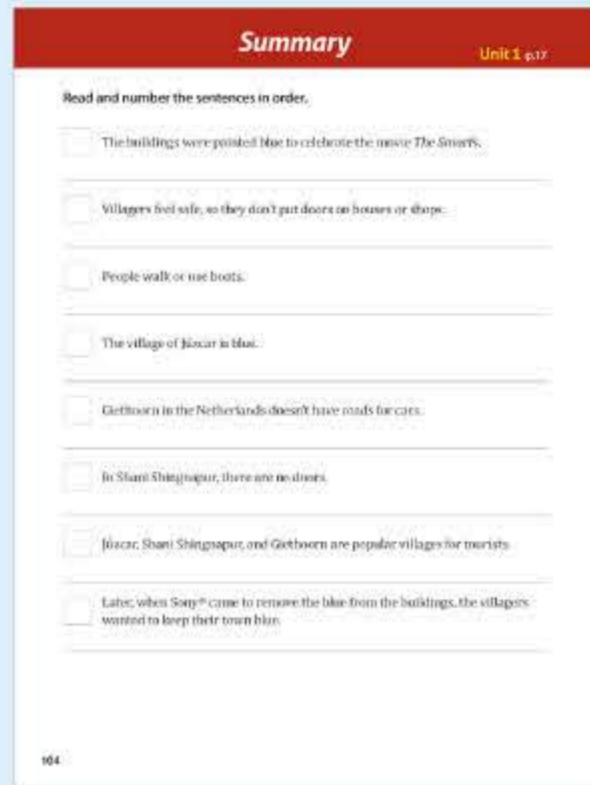 Summary
Unit 1 p.17
Read and number the sentences in order.
The buildings were painted blue to celebrate the movie The Smurfs.
Villagers feel safe, so they don't put doors on houses or shops.
People walk or use boats.
The village of Júzcar is blue.
Giethoorn in the Netherlands doesn't have roads for cars.
In Shani Shingnapur, there are no doors.
Júzcar, Shani Shingnapur, and Giethoorn are popular villages for tourists.
Later, when Sony® came to remove the blue from the buildings, the villagers
wanted to keep their town blue.
104